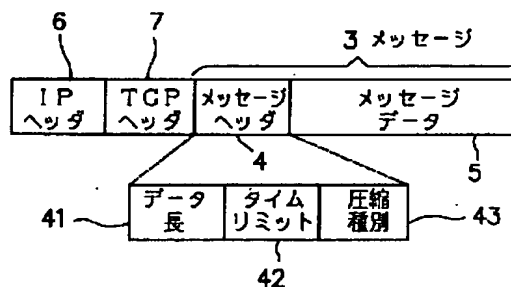 6
7
3 メッセージ
IP
ヘッダ
TCP
ヘッダ
メッセージ
ヘッダ
メッセージ
データ
4
5
41
データ
長
タイム
リミット
圧縮
種別
43
42